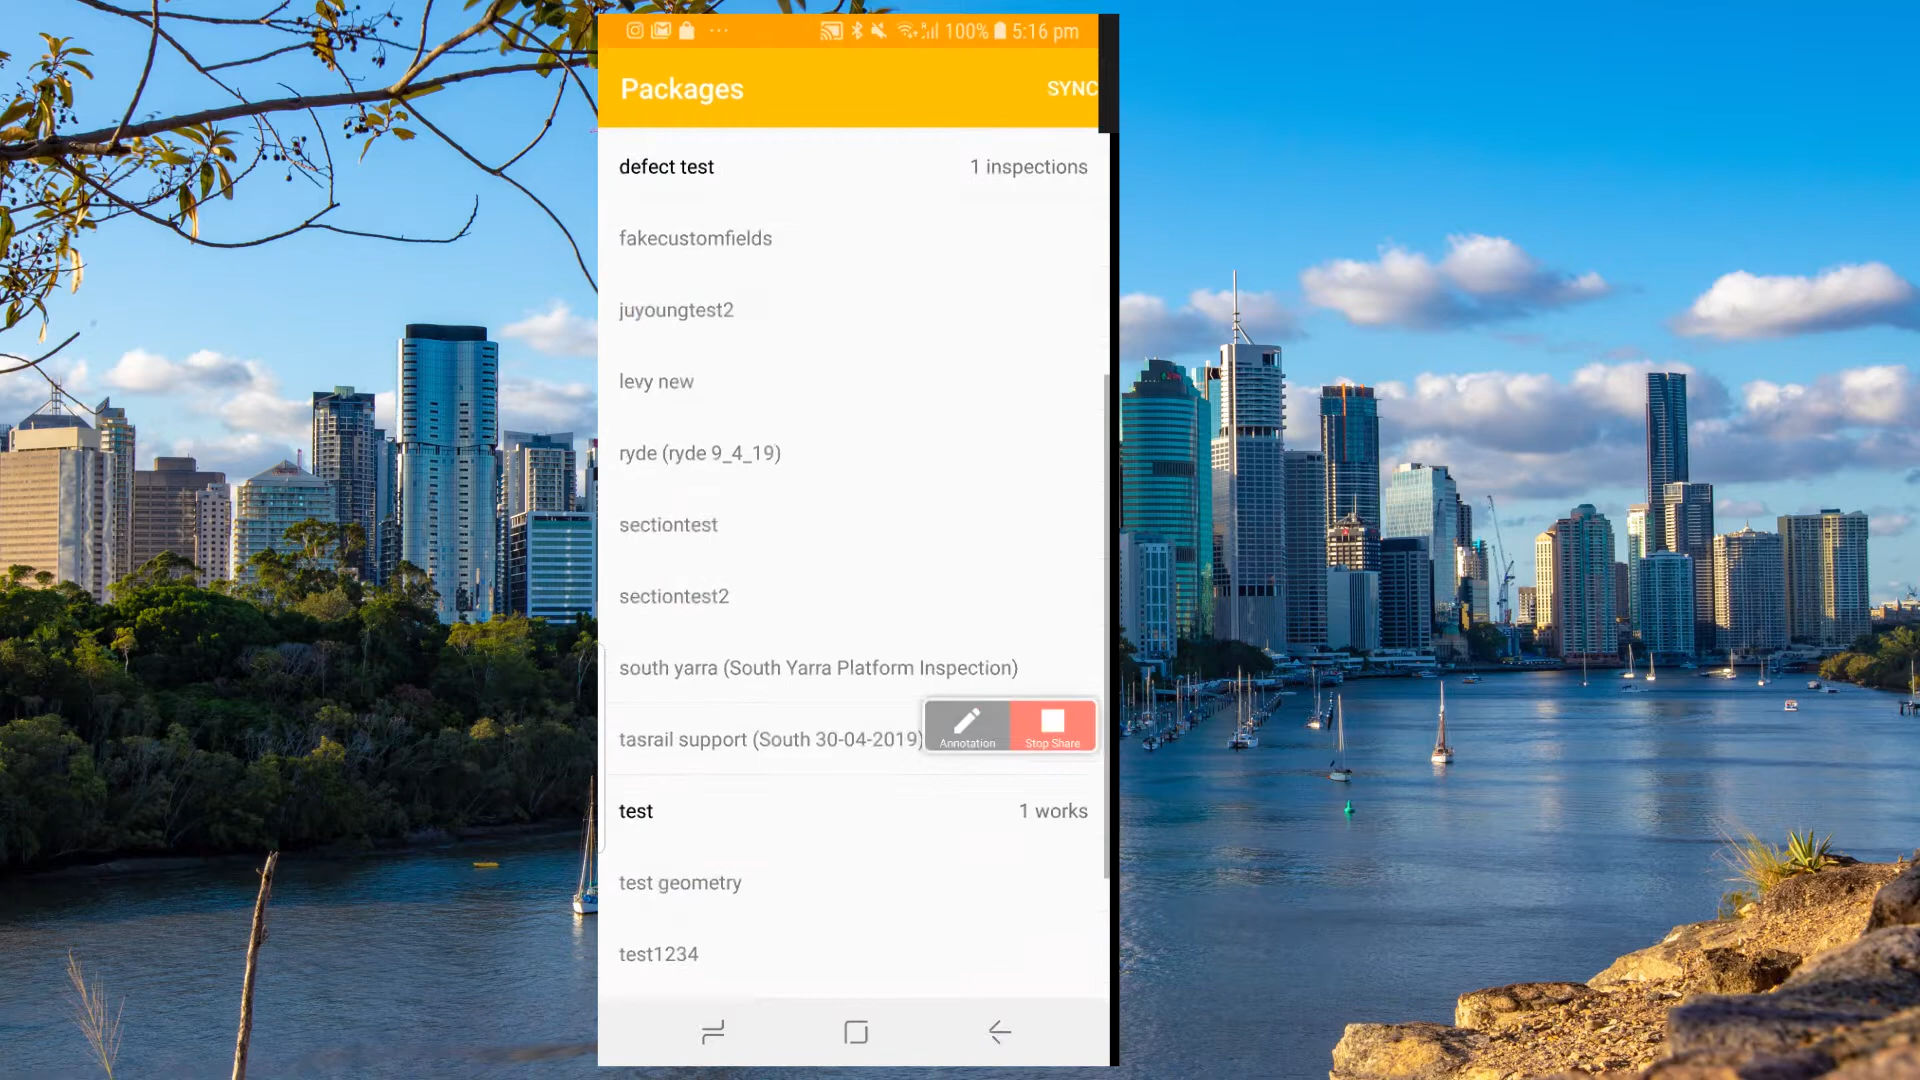 100% 5:16 pm
Packages SYNC
defect test 1 inspections
fakecustomfields
juyoungtest2
levy new
ryde (ryde 9_4_19)
sectiontest
sectiontest2
south yarra (South Yarra Platform Inspection)
tasrail support (South 30-04-2019)
Annotation Stop Share
test 1 works
test geometry
test1234